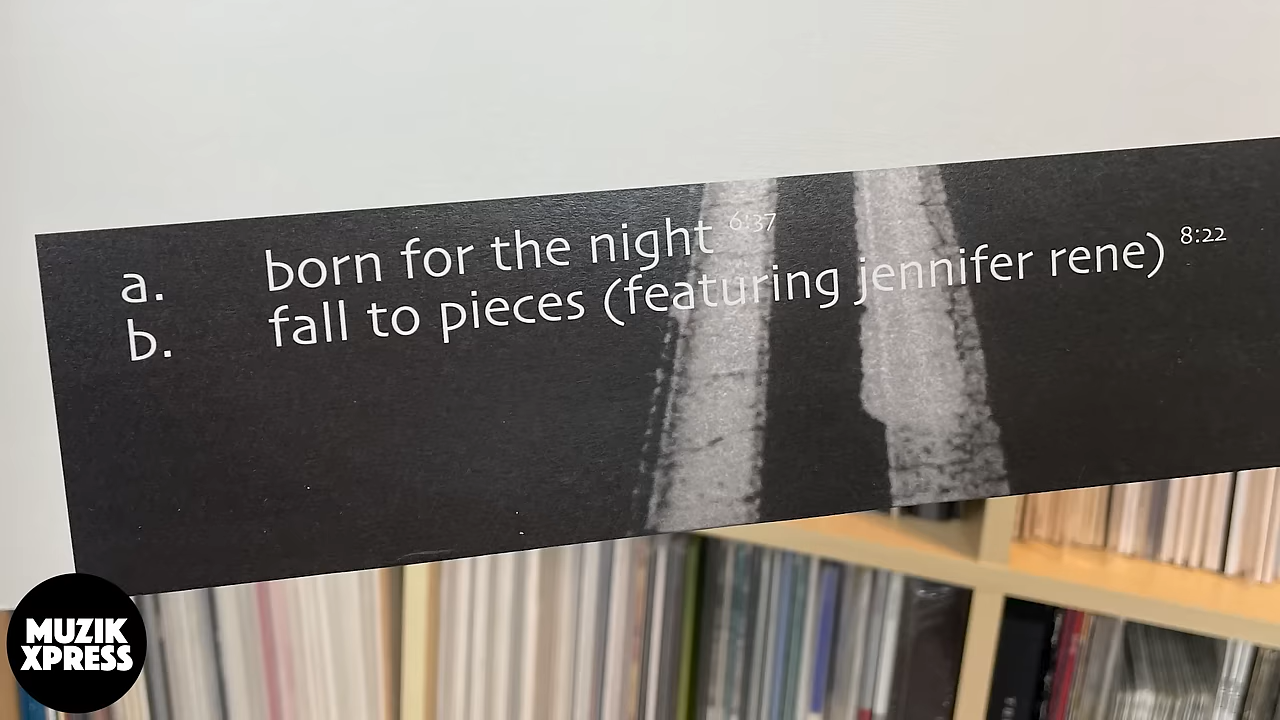 a. born for the night 6:37
b. fall to pieces (featuring jennifer rene) 8:22
MUZIK
XPRESS